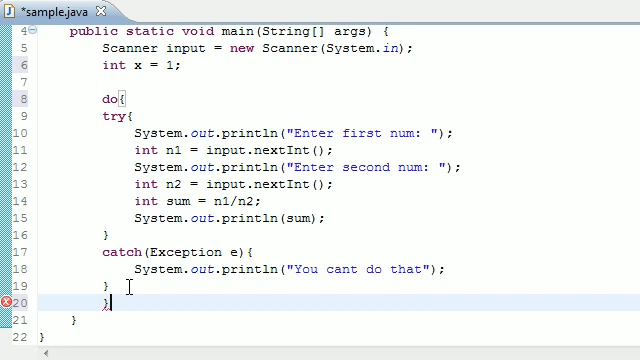 *sample.java
4 public static void main(String[] args) {
5 Scanner input = new Scanner(System.in);
6 int x = 1;
7
8 do{
9 try{
10 System.out.println("Enter first num: ");
11 int n1 = input.nextInt();
12 System.out.println("Enter second num: ");
13 int n2 = input.nextInt();
14 int sum = n1/n2;
15 System.out.println(sum);
16 }
17 catch(Exception e){
18 System.out.println("You cant do that");
19 }
20 }
21 }
22 }